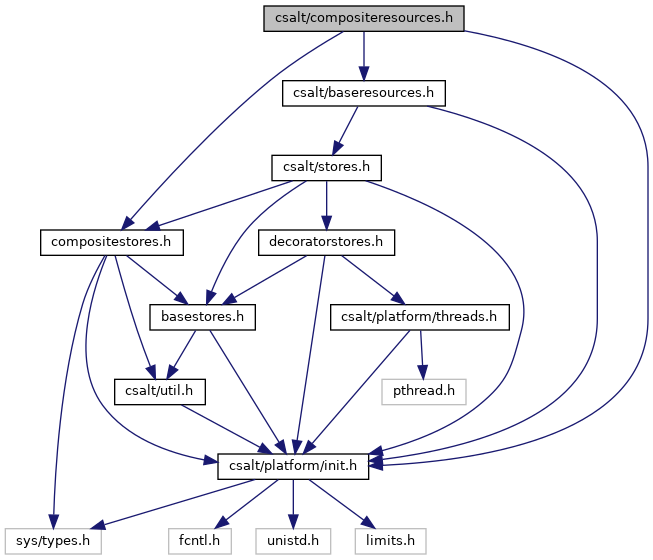 csalt/compositeresources.h
csalt/baseresources.h
csalt/stores.h
compositestores.h
decoratorstores.h
basestores.h
csalt/platform/threads.h
csalt/util.h
pthread.h
csalt/platform/init.h
sys/types.h
fcntl.h
unistd.h
limits.h